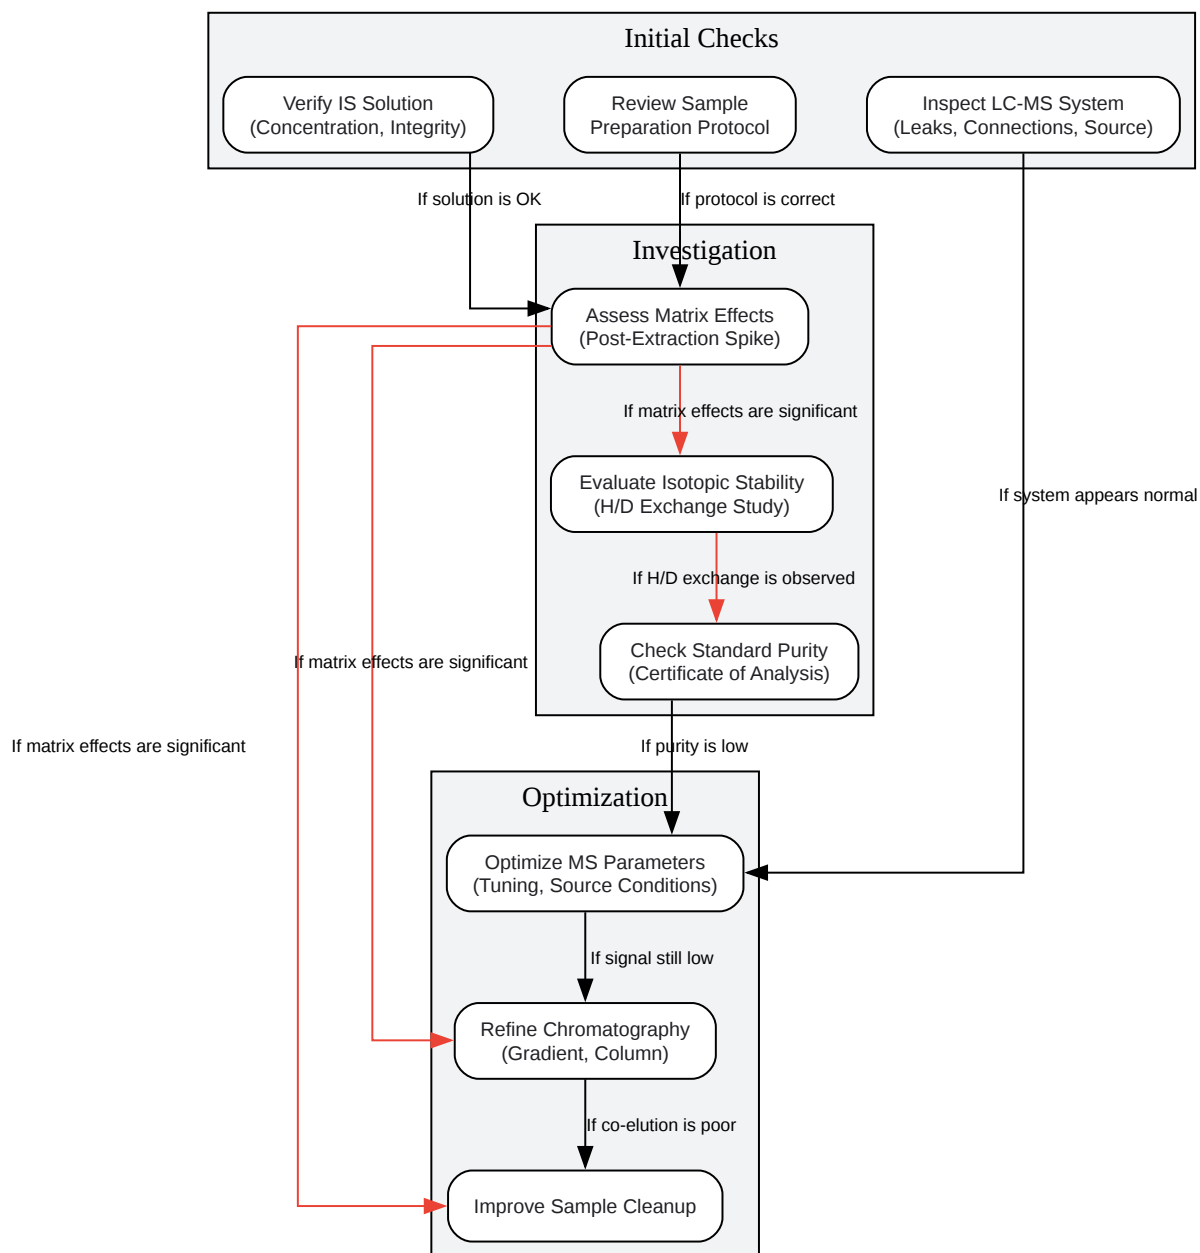 Initial Checks
Verify IS Solution
(Concentration, Integrity)
Review Sample
Preparation Protocol
Inspect LC-MS System
(Leaks, Connections, Source)
If solution is OK
If protocol is correct
Investigation
Assess Matrix Effects
(Post-Extraction Spike)
If matrix effects are significant
Evaluate Isotopic Stability
(H/D Exchange Study)
If system appears normal
If H/D exchange is observed
Check Standard Purity
(Certificate of Analysis)
If matrix effects are significant
If matrix effects are significant
If purity is low
Optimization
Optimize MS Parameters
(Tuning, Source Conditions)
If signal still low
Refine Chromatography
(Gradient, Column)
If co-elution is poor
Improve Sample Cleanup